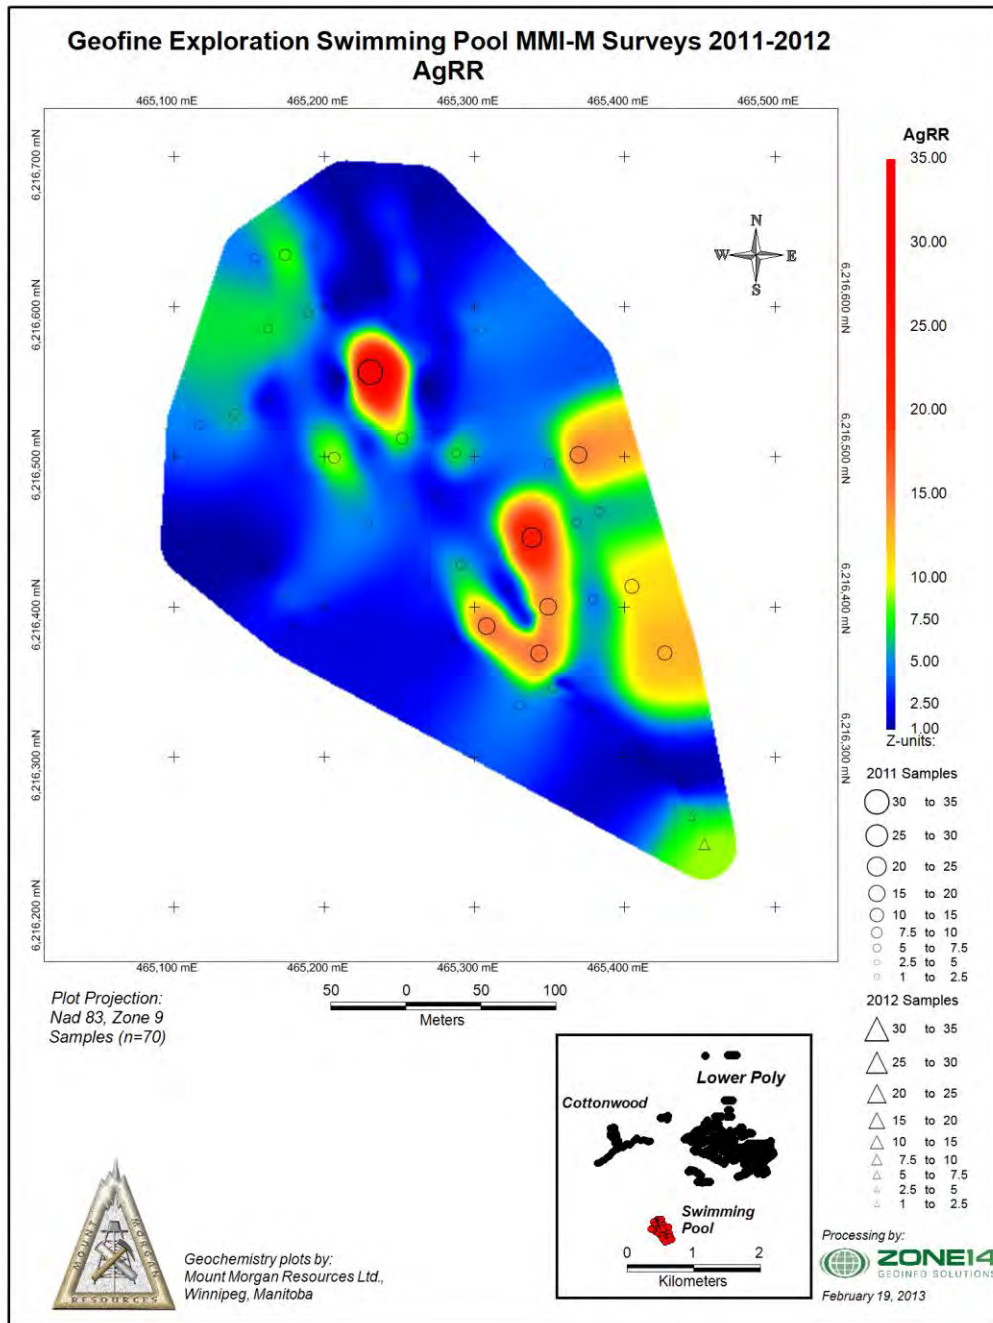 Geofine Exploration Swimming Pool MMI-M Surveys 2011-2012
AgRR
465,100 mE 465,200 mE 465,300 mE 465,400 mE 465,500 mE
6,216,700 mN
6,216,600 mN
6,216,500 mN
6,216,400 mN
6,216,300 mN
6,216,200 mN
N
W E
S
6,216,600 mN
6,216,500 mN
6,216,400 mN
6,216,300 mN
465,100 mE 465,200 mE 465,300 mE 465,400 mE
AgRR
35.00
30.00
25.00
20.00
15.00
10.00
7.50
5.00
2.50
1.00
Z-units:
2011 Samples
30 to 35
25 to 30
20 to 25
15 to 20
10 to 15
7.5 to 10
5 to 7.5
2.5 to 5
1 to 2.5
2012 Samples
30 to 35
25 to 30
20 to 25
15 to 20
10 to 15
7.5 to 10
5 to 7.5
2.5 to 5
1 to 2.5
Plot Projection:
Nad 83, Zone 9
Samples (n=70)
50 0 50 100
Meters
Lower Poly
Cottonwood
Swimming
Pool
0 1 2
Kilometers
MOUNT MORGAN
RESOURCES
Geochemistry plots by:
Mount Morgan Resources Ltd.,
Winnipeg, Manitoba
Processing by:
ZONE14
GEOINFO SOLUTIONS
February 19, 2013